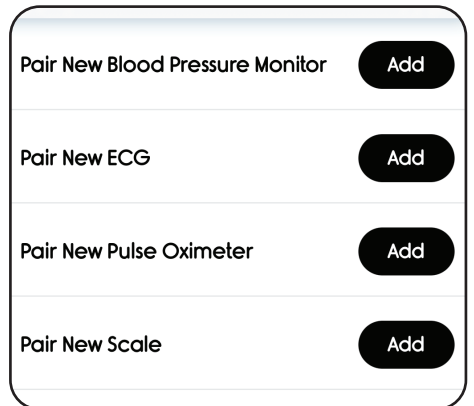 Pair New Blood Pressure Monitor Add
Pair New ECG Add
Pair New Pulse Oximeter Add
Pair New Scale Add